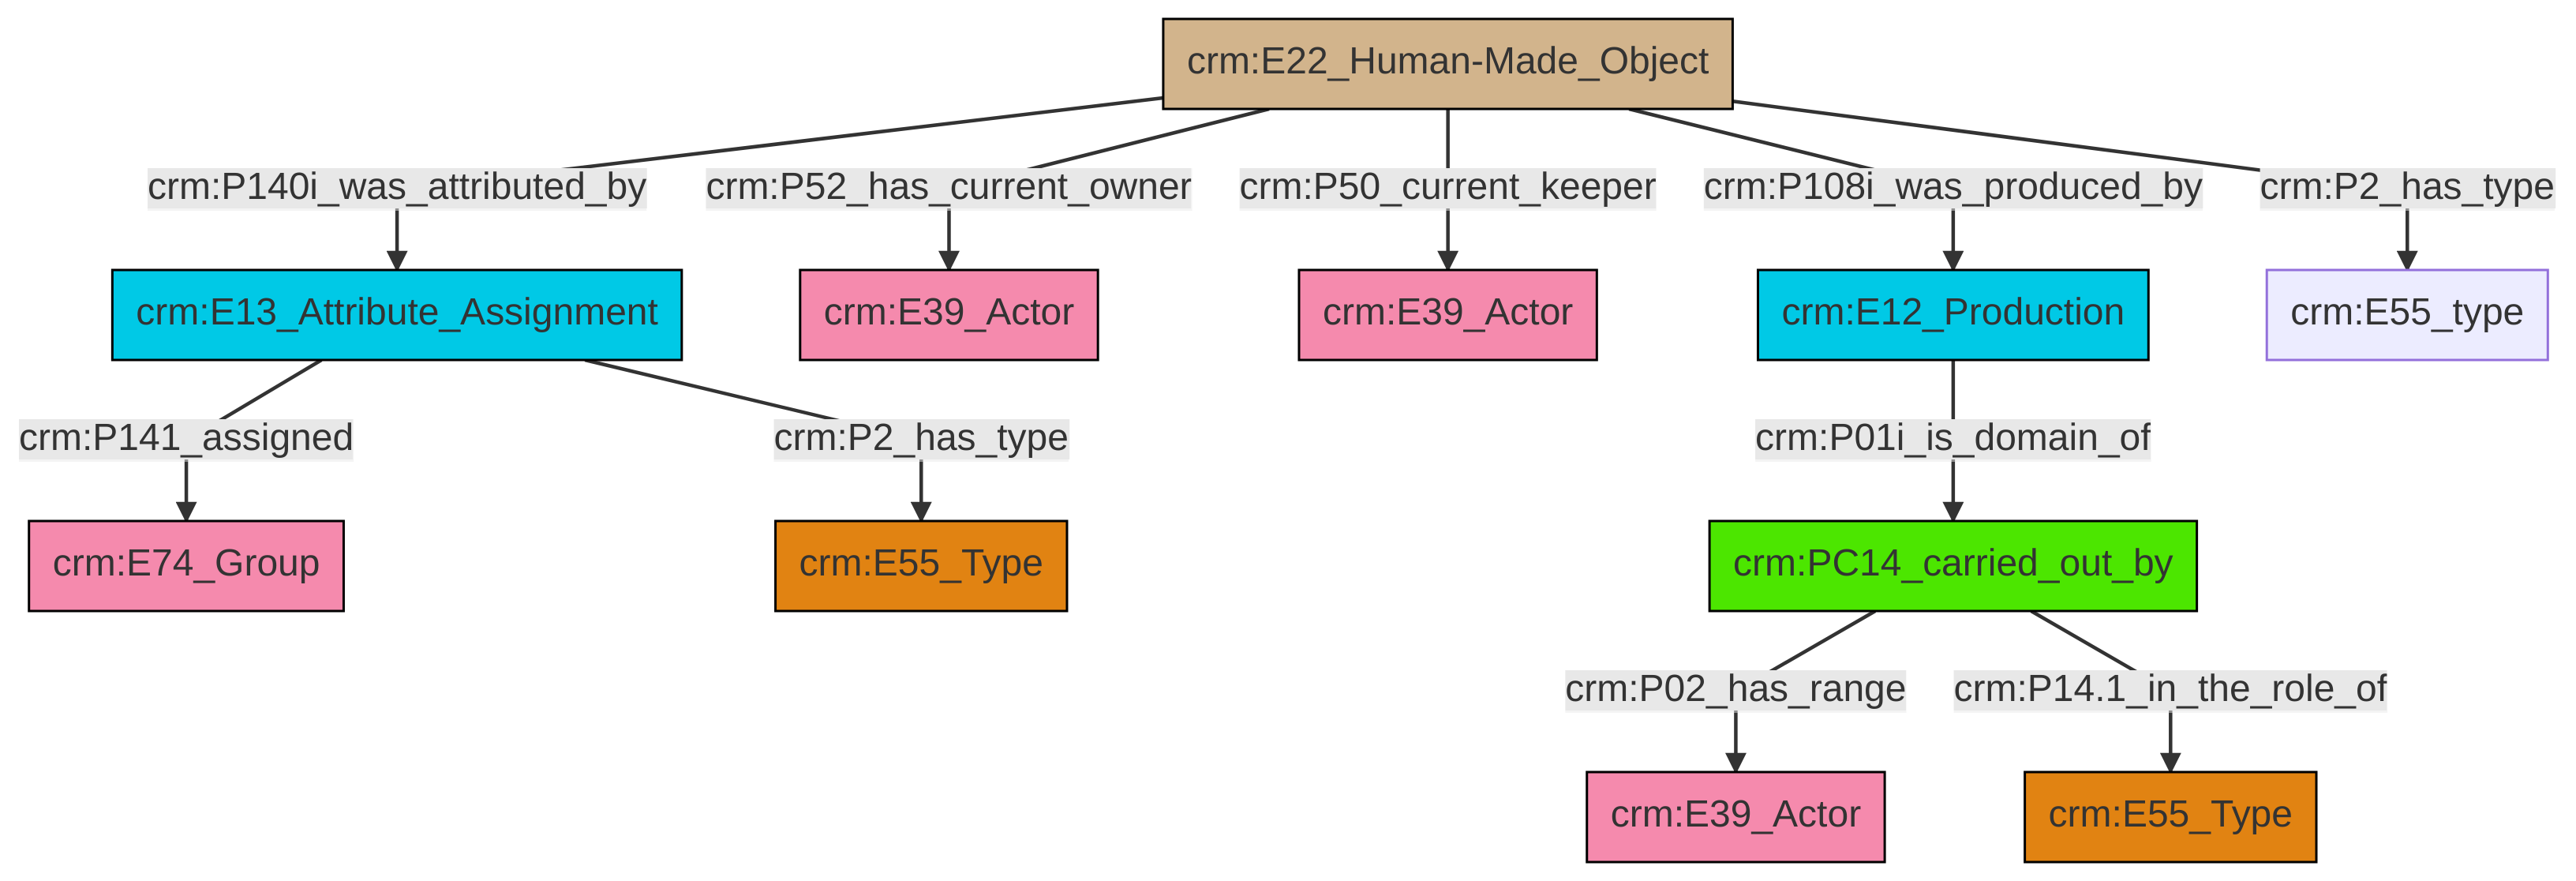 crm:E22_Human-Made_Object
crm:P140i_was_attributed_by
crm:P52_has_current_owner
crm:P50_current_keeper
crm:P108i_was_produced_by
crm:P2_has_type
crm:E13_Attribute_Assignment
crm:E39_Actor
crm:E39_Actor
crm:E12_Production
crm:E55_type
crm:P141_assigned
crm:P2_has_type
crm:P01i_is_domain_of
crm:E74_Group
crm:E55_Type
crm:PC14_carried_out_by
crm:P02_has_range
crm:P14.1_in_the_role_of
crm:E39_Actor
crm:E55_Type